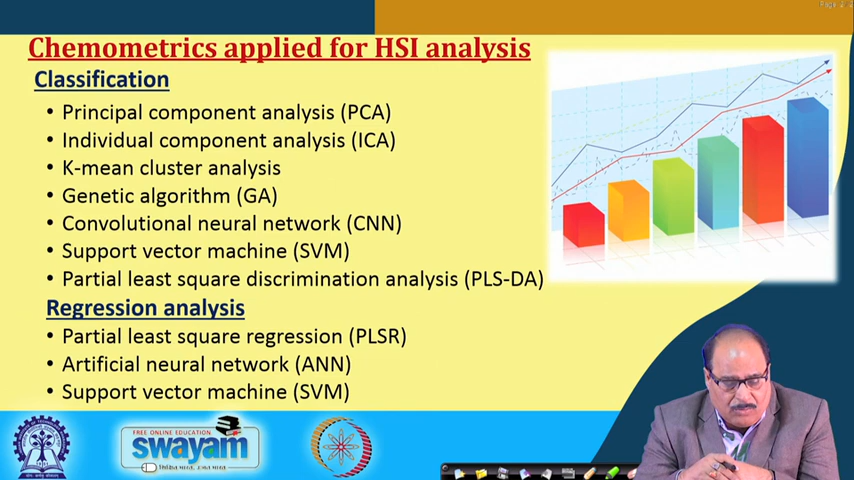 Chemometrics applied for HSI analysis
Classification
• Principal component analysis (PCA)
• Individual component analysis (ICA)
• K-mean cluster analysis
• Genetic algorithm (GA)
• Convolutional neural network (CNN)
• Support vector machine (SVM)
• Partial least square discrimination analysis (PLS-DA)
Regression analysis
• Partial least square regression (PLSR)
• Artificial neural network (ANN)
• Support vector machine (SVM)
FREE ONLINE EDUCATION
swayam